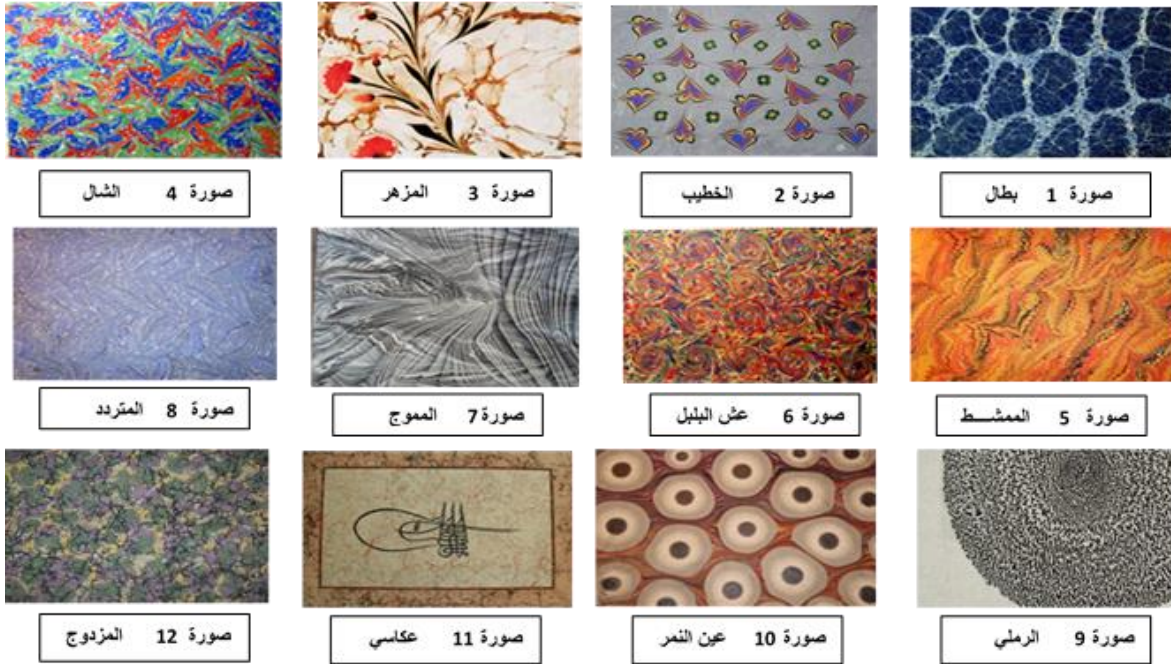 صورة 1 بطال
صورة 2 الخطيب
صورة 3 المزهر
صورة 4 الشال
صورة 5 الممشـــط
صورة 6 عش البلبل
صورة 7 المموج
صورة 8 المتردد
صورة 9 الرملي
صورة 10 عين النمر
صورة 11 عكاسي
صورة 12 المزدوج